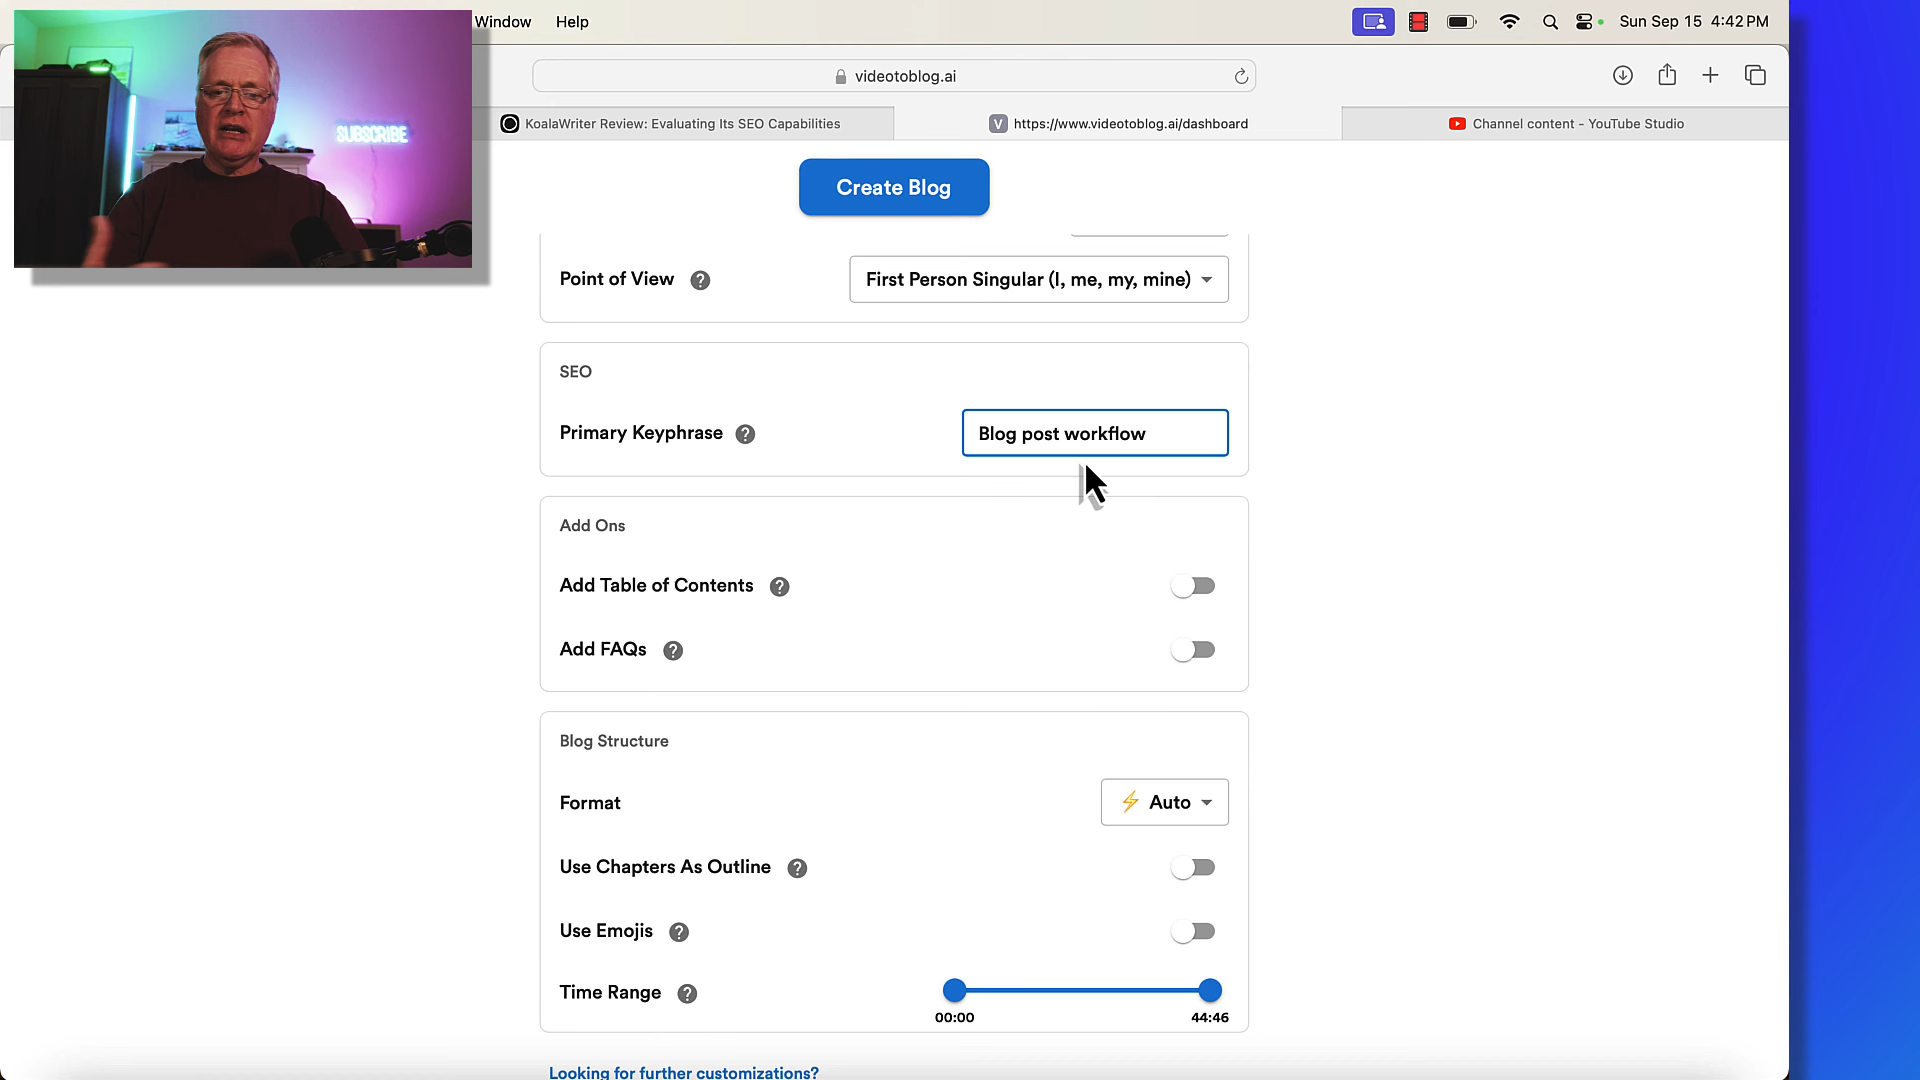 Window Help
Sun Sep 15 4:42 PM
SUBSCRIBE
videotoblog.ai
KoalaWriter Review: Evaluating Its SEO Capabilities
V https://www.videotoblog.ai/dashboard
Channel content - YouTube Studio
Create Blog
Point of View ? First Person Singular (I, me, my, mine)
SEO
Primary Keyphrase ? Blog post workflow
Add Ons
Add Table of Contents ?
Add FAQs ?
Blog Structure
Format Auto
Use Chapters As Outline ?
Use Emojis ?
Time Range ?
00:00 44:46
Looking for further customizations?